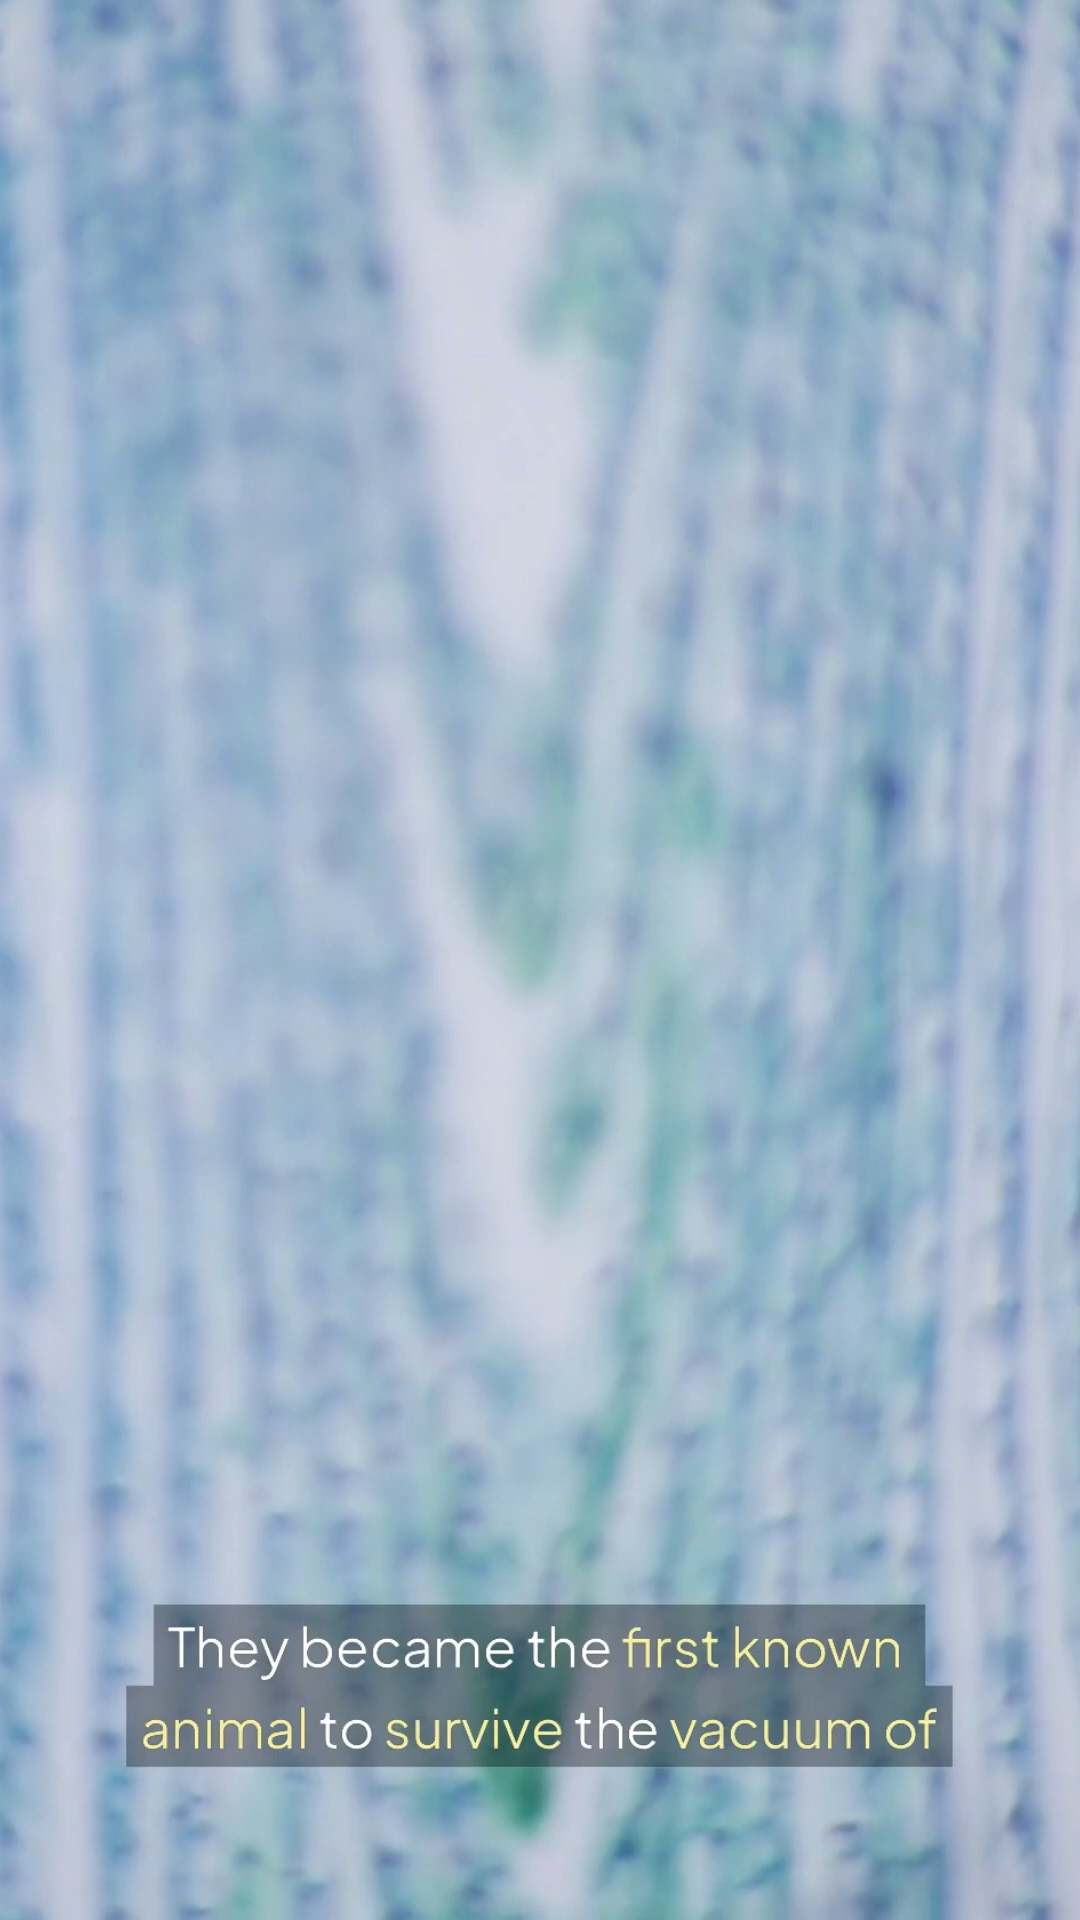 They became the first known
animal to survive the vacuum of